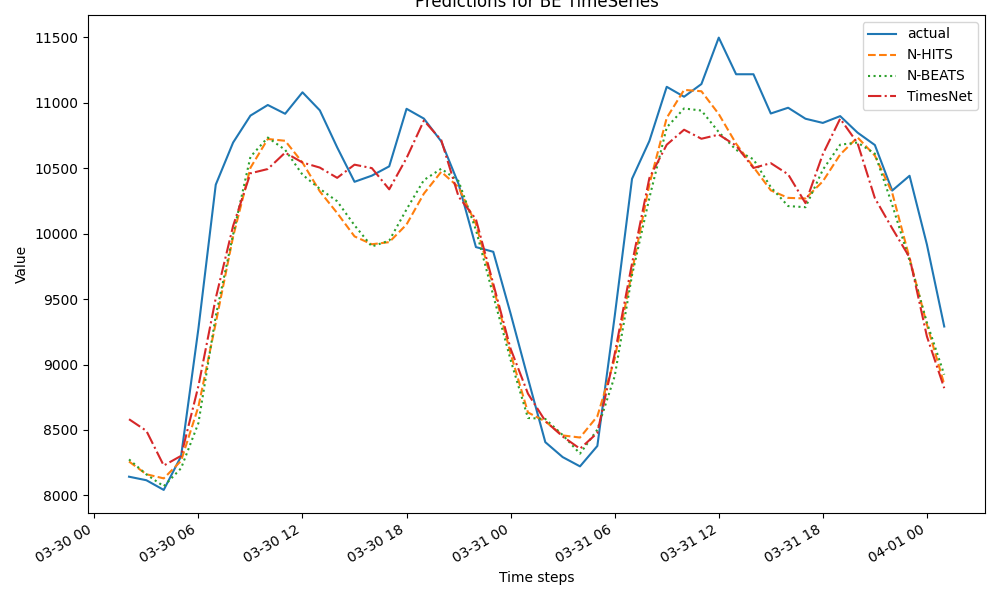 Predictions for BE TimeSeries
actual
N-HITS
N-BEATS
TimesNet
Value
11500
11000
10500
10000
9500
9000
8500
8000
03-30 00
03-30 06
03-30 12
03-30 18
03-31 00
03-31 06
03-31 12
03-31 18
04-01 00
Time steps